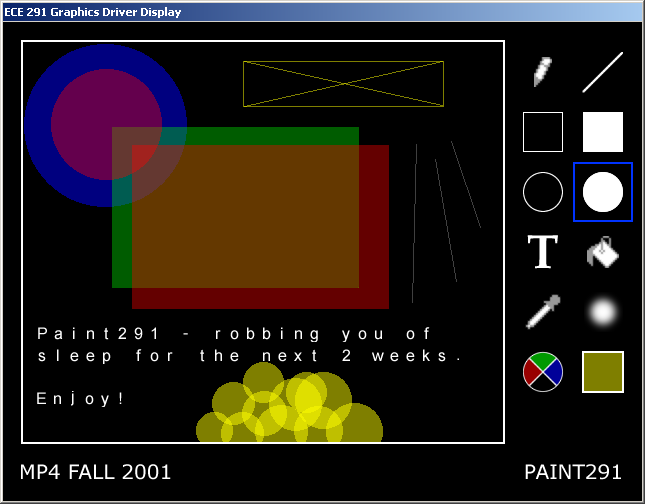 ECE 291 Graphics Driver Display
Paint291 - robbing you of
sleep for the next 2 weeks.
Enjoy!
T
MP4 FALL 2001
PAINT291